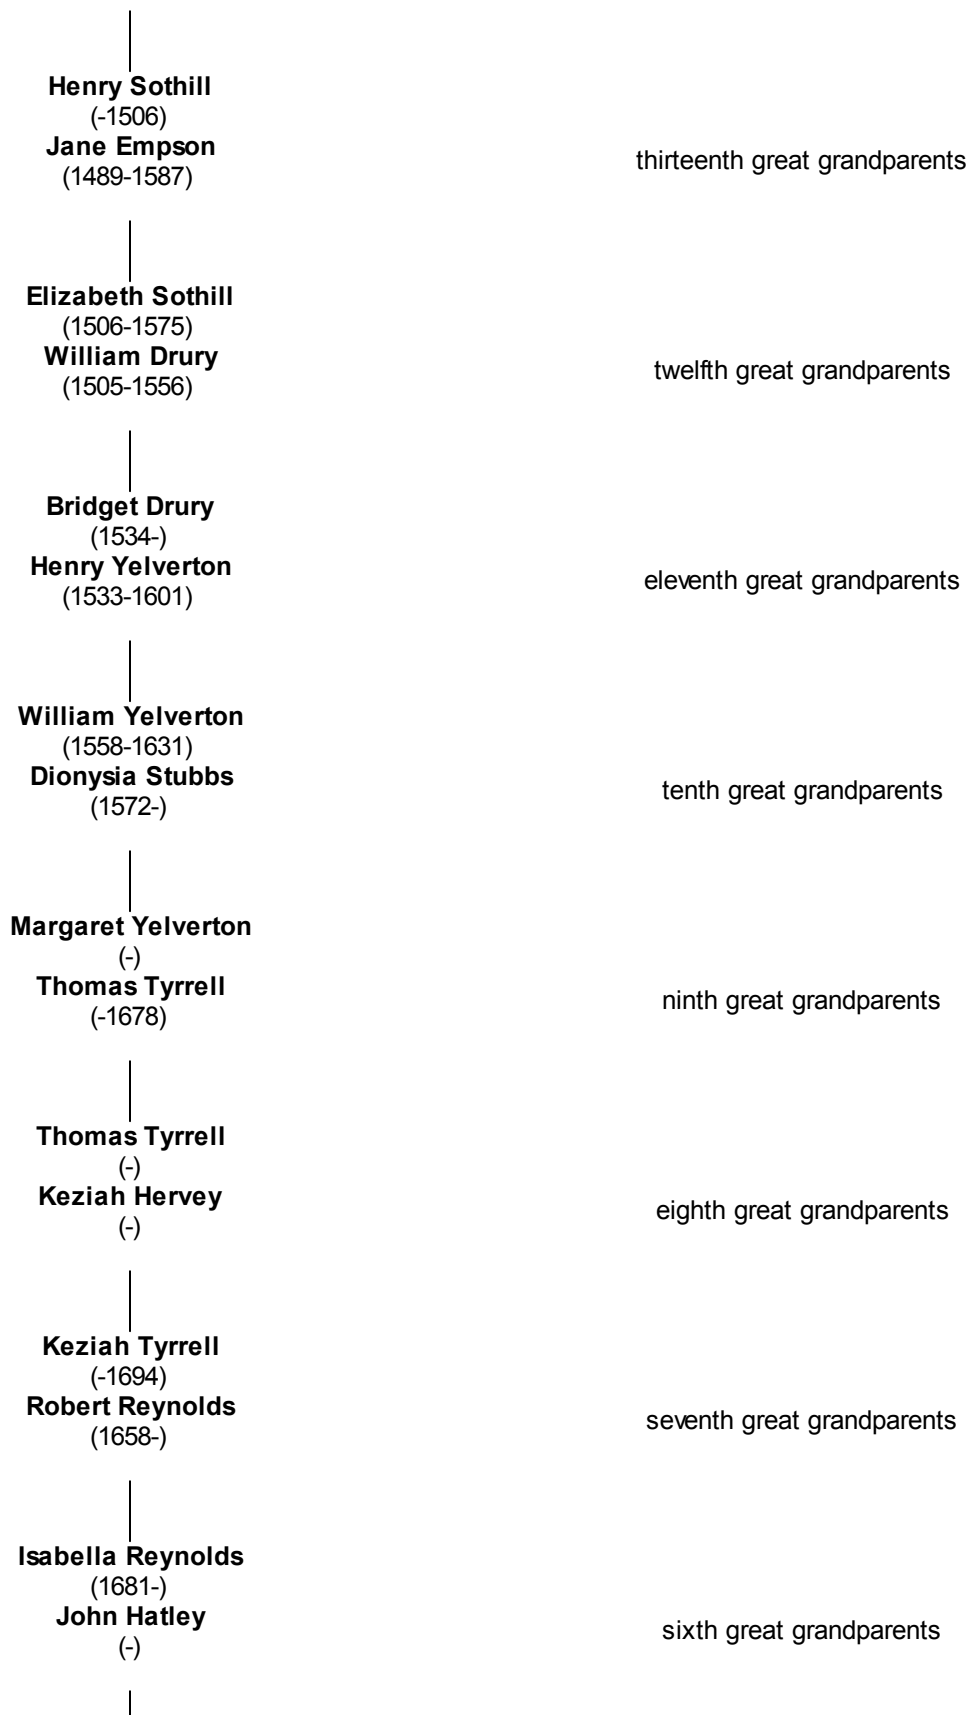 Henry Sothill
(-1506)
Jane Empson
(1489-1587)
thirteenth great grandparents
Elizabeth Sothill
(1506-1575)
William Drury
(1505-1556)
twelfth great grandparents
Bridget Drury
(1534-)
Henry Yelverton
(1533-1601)
eleventh great grandparents
William Yelverton
(1558-1631)
Dionysia Stubbs
(1572-)
tenth great grandparents
Margaret Yelverton
(-)
Thomas Tyrrell
(-1678)
ninth great grandparents
Thomas Tyrrell
(-)
Keziah Hervey
(-)
eighth great grandparents
Keziah Tyrrell
(-1694)
Robert Reynolds
(1658-)
seventh great grandparents
Isabella Reynolds
(1681-)
John Hatley
(-)
sixth great grandparents